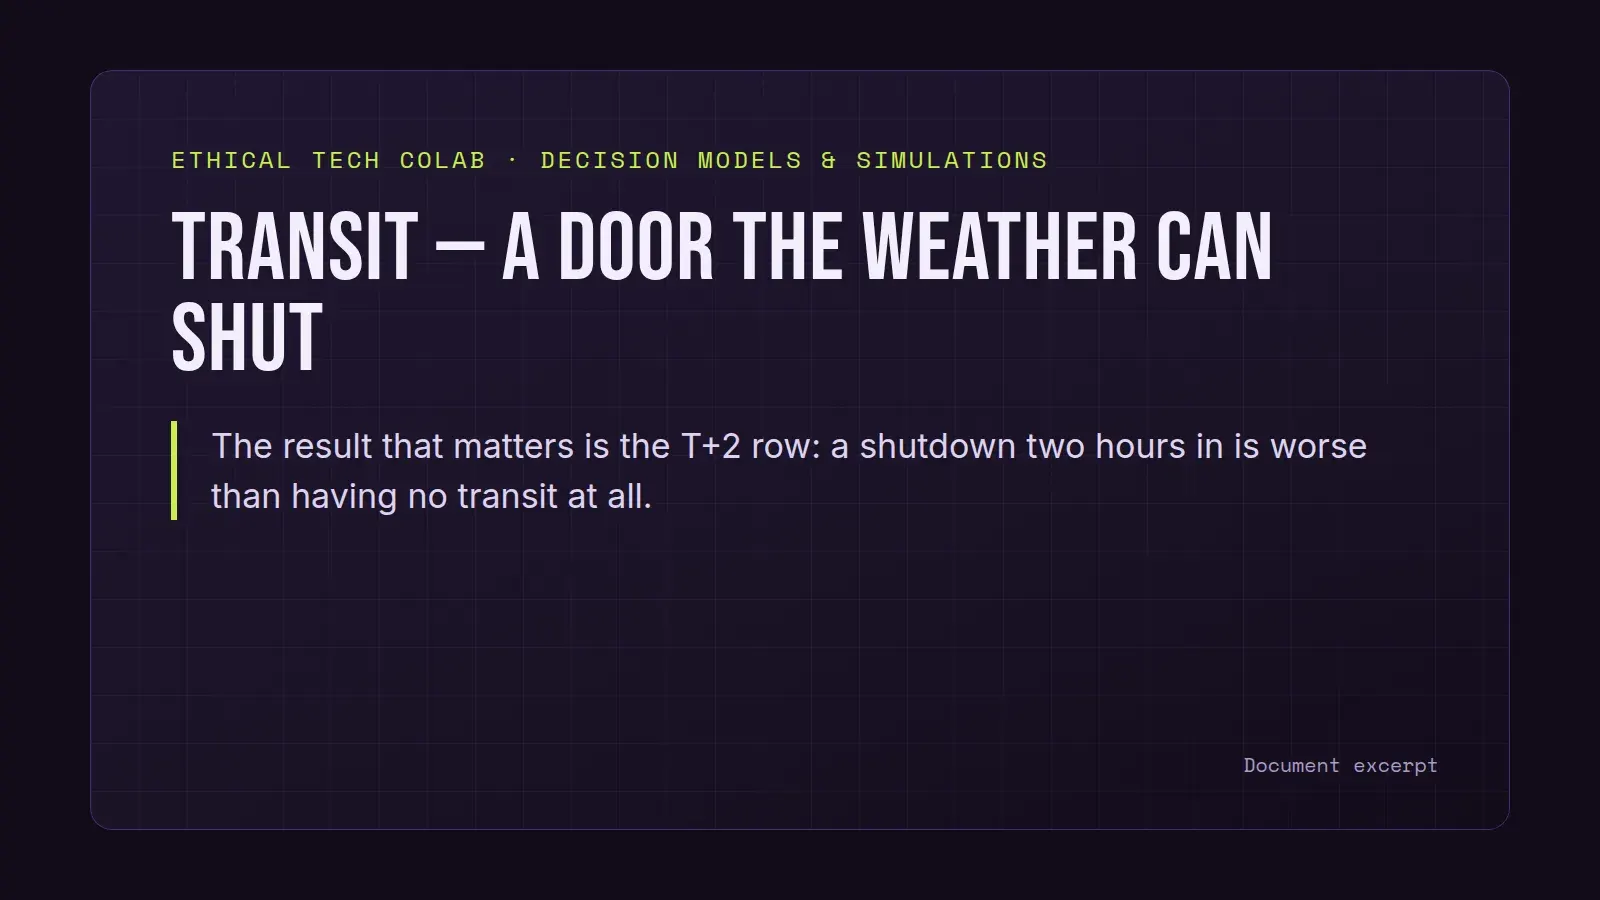 ETHICAL TECH COLAB · DECISION MODELS & SIMULATIONS
TRANSIT — A DOOR THE WEATHER CAN
SHUT
The result that matters is the T+2 row: a shutdown two hours in is worse
than having no transit at all.
Document excerpt